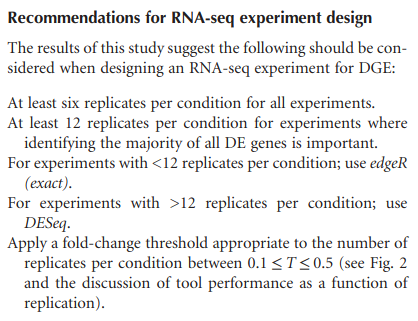 Recommendations for RNA-seq experiment design
The results of this study suggest the following should be con-
sidered when designing an RNA-seq experiment for DGE:
At least six replicates per condition for all experiments.
At least 12 replicates per condition for experiments where
identifying the majority of all DE genes is important.
For experiments with <12 replicates per condition; use edgeR
(exact).
For experiments with >12 replicates per condition; use
DESeq.
Apply a fold-change threshold appropriate to the number of
replicates per condition between 0.1 ≤ T ≤ 0.5 (see Fig. 2
and the discussion of tool performance as a function of
replication).